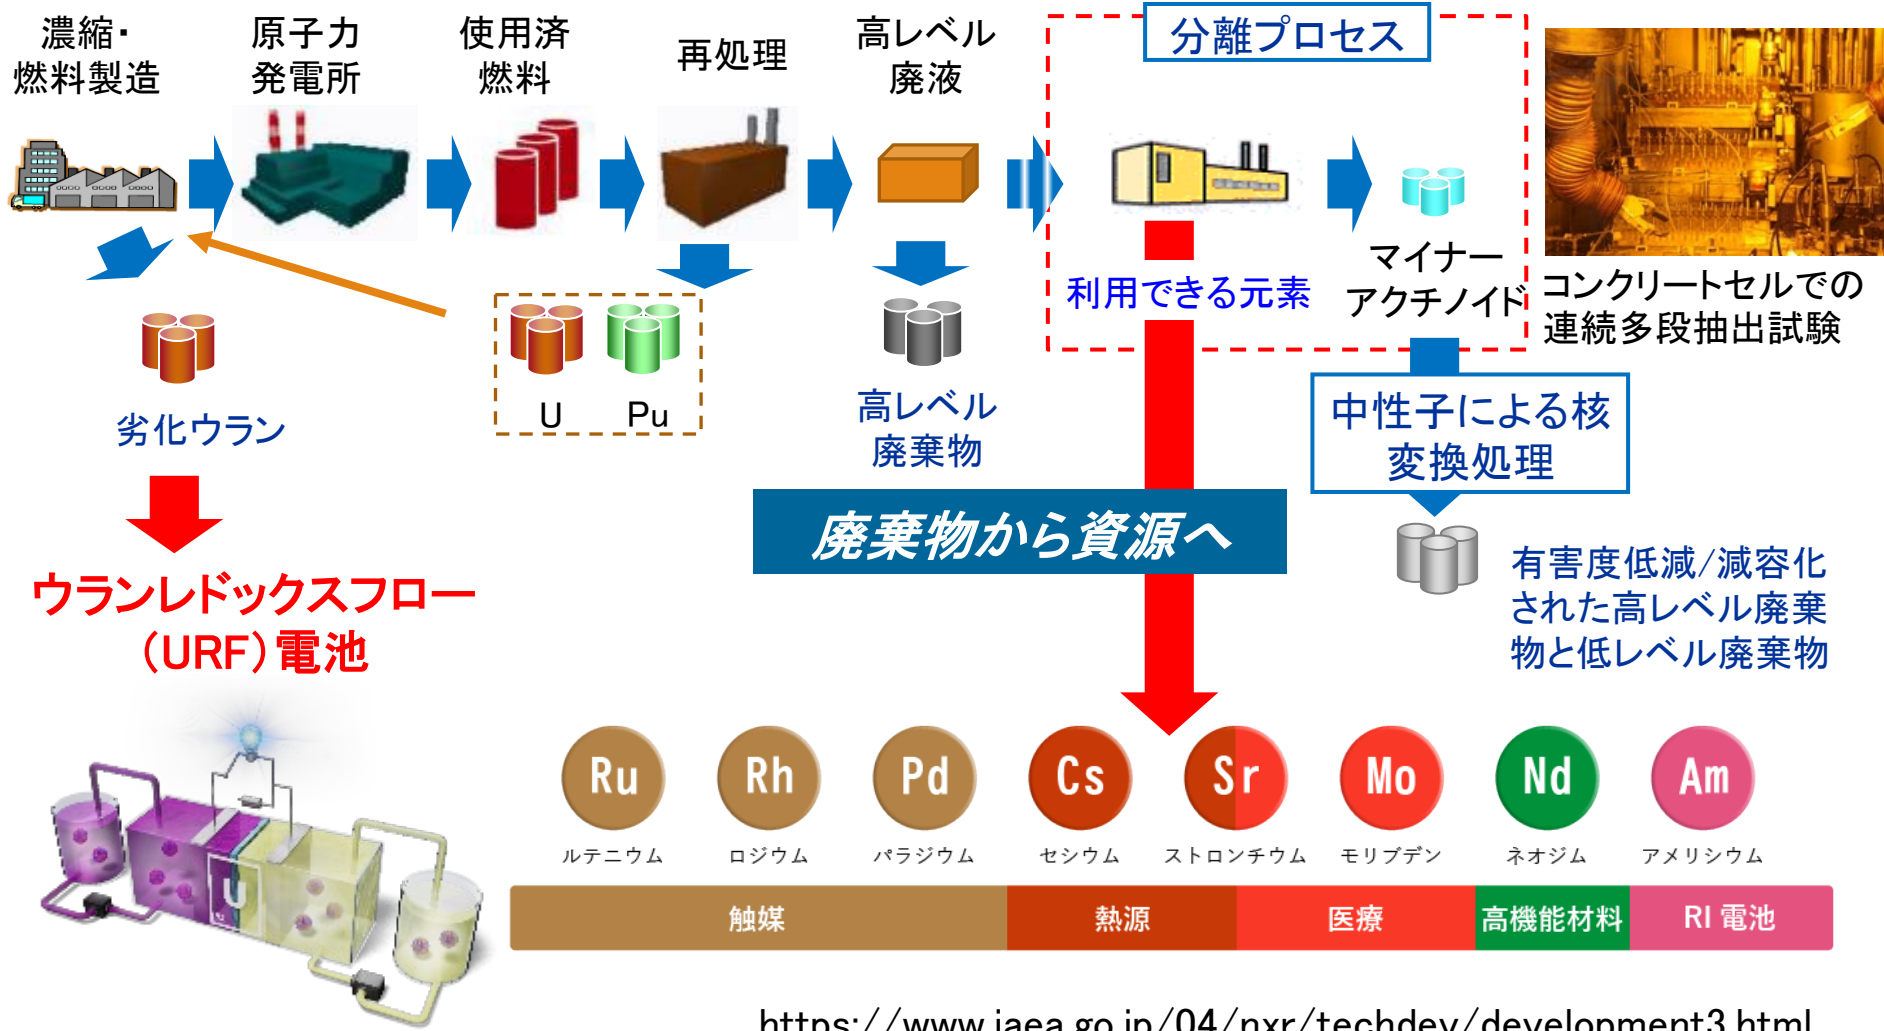 濃縮・
燃料製造
原子力
発電所
使用済
燃料
再処理
高レベル
廃液
分離プロセス
利用できる元素
マイナー
アクチノイド
コンクリートセルでの
連続多段抽出試験
劣化ウラン
U
Pu
高レベル
廃棄物
中性子による核
変換処理
廃棄物から資源へ
有害度低減/減容化
された高レベル廃棄
物と低レベル廃棄物
ウランレドックスフロー
(URF)電池
U
92
Ru
Rh
Pd
Cs
Sr
Mo
Nd
Am
ルテニウム
ロジウム
パラジウム
セシウム
ストロンチウム
モリブデン
ネオジム
アメリシウム
触媒
熱源
医療
高機能材料
RI 電池
https://www.jaea.go.jp/04/nxr/techdev/development3.html